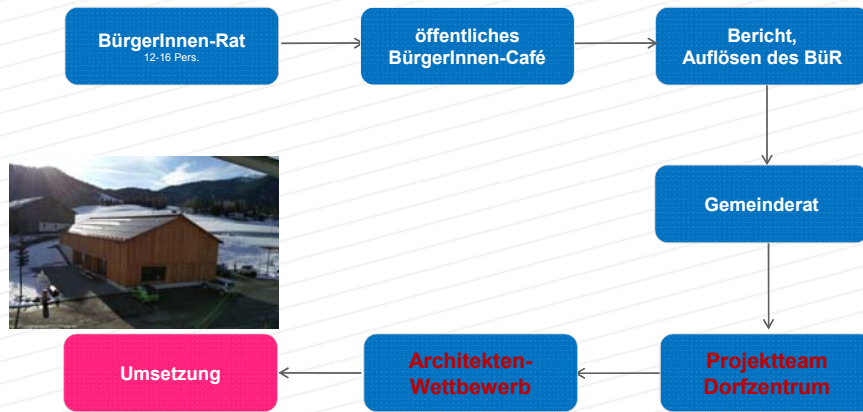 BürgerInnen-Rat
12-16 Pers.
öffentliches
BürgerInnen-Café
Bericht,
Auflösen des BüR
Gemeinderat
Projektteam
Dorfzentrum
Architekten-
Wettbewerb
Umsetzung